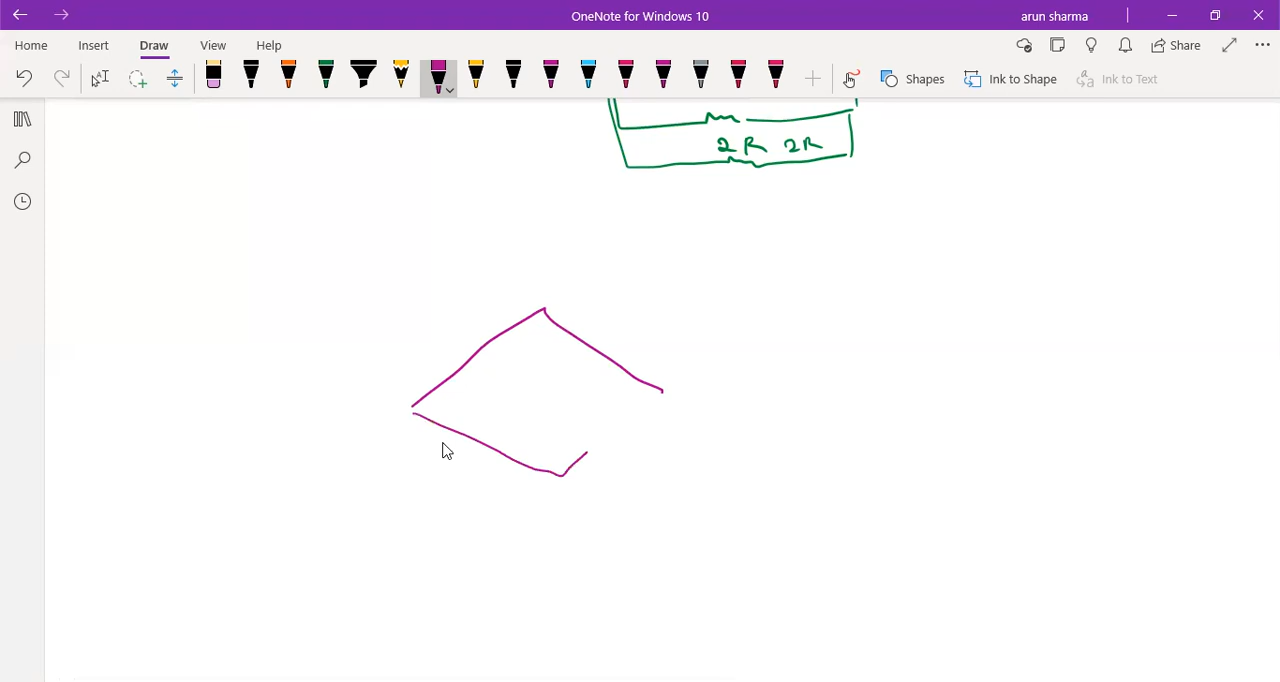 OneNote for Windows 10
arun sharma
Home Insert Draw View Help
Share
Shapes Ink to Shape Ink to Text
2R 2R